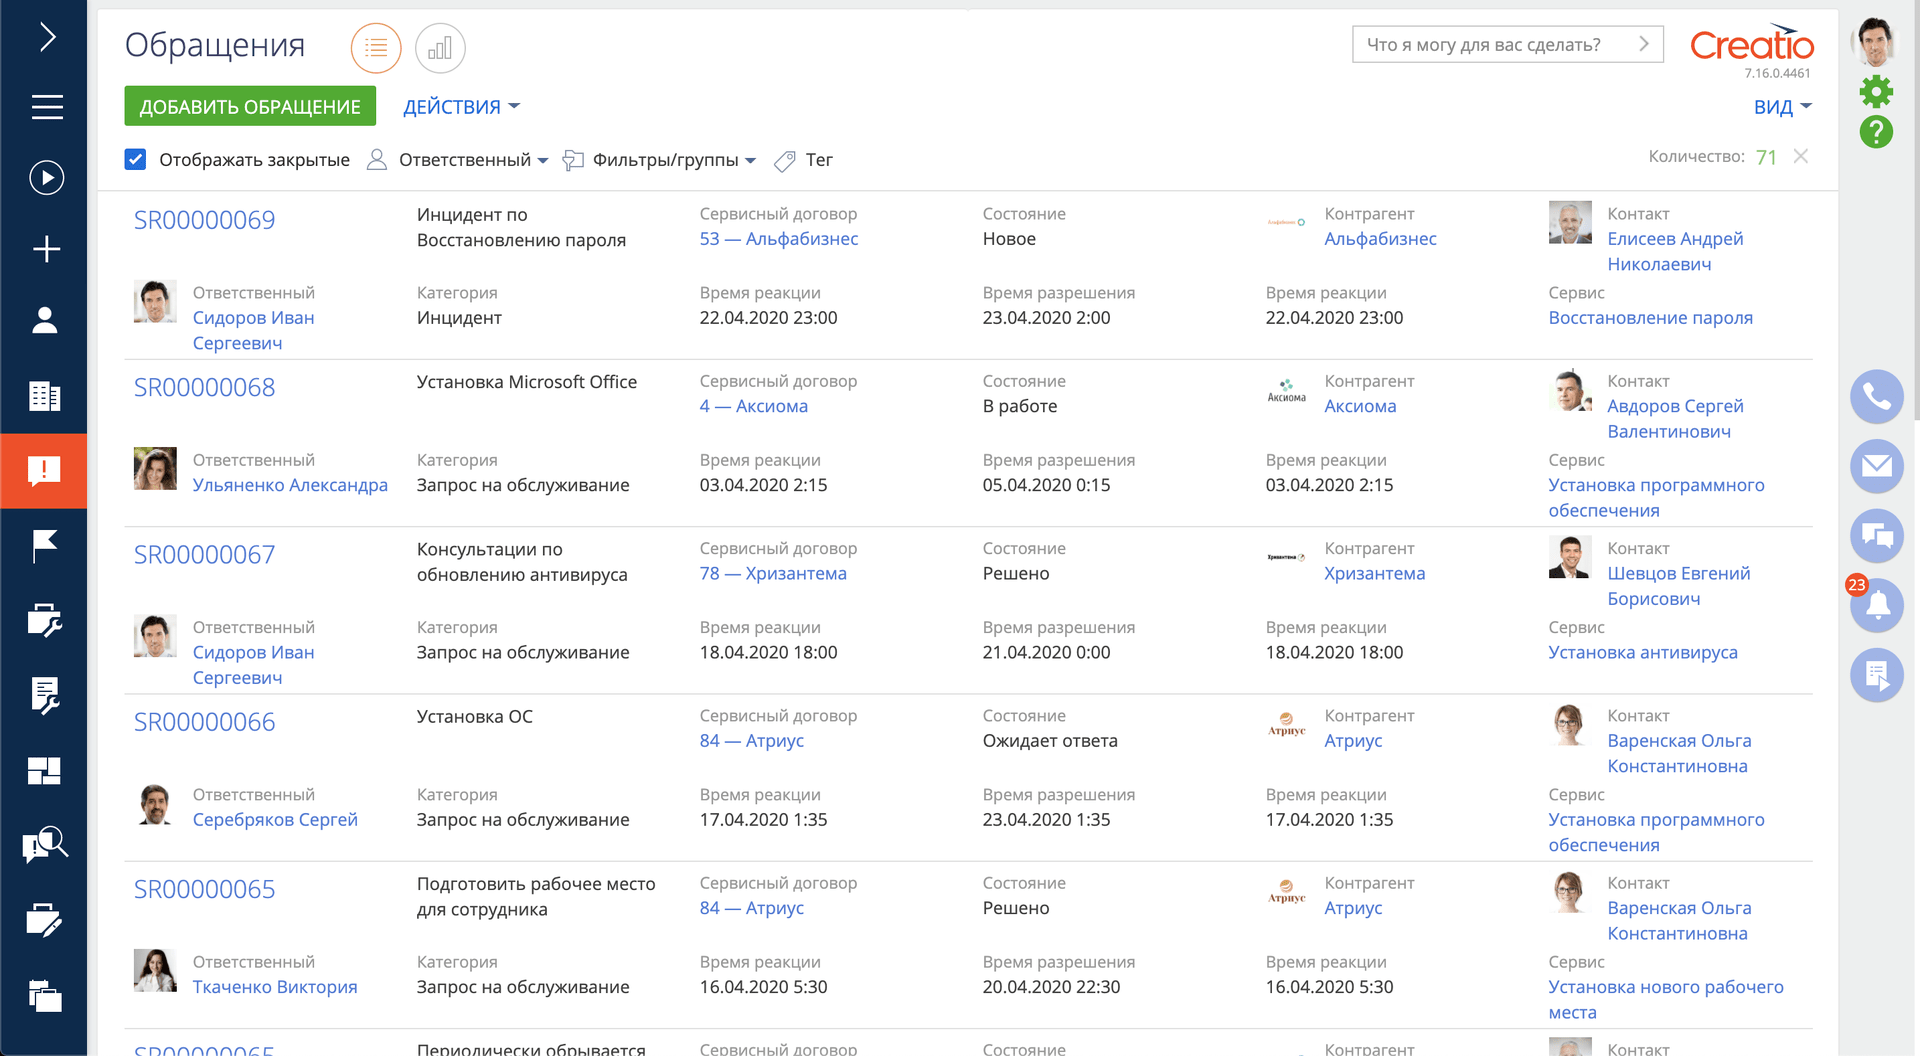 Обращения
Что я могу для вас сделать?
Creatio
7.16.0.4461
ДОБАВИТЬ ОБРАЩЕНИЕ
ДЕЙСТВИЯ
ВИД
Отображать закрытые
Ответственный
Фильтры/группы
Тег
Количество: 71
SR00000069
Инцидент по
Восстановлению пароля
Сервисный договор
53 — Альфабизнес
Состояние
Новое
Альфабизнес
Контрагент
Альфабизнес
Контакт
Елисеев Андрей
Николаевич
Ответственный
Сидоров Иван
Сергеевич
Категория
Инцидент
Время реакции
22.04.2020 23:00
Время разрешения
23.04.2020 2:00
Время реакции
22.04.2020 23:00
Сервис
Восстановление пароля
SR00000068
Установка Microsoft Office
Сервисный договор
4 — Аксиома
Состояние
В работе
Аксиома
Контрагент
Аксиома
Контакт
Авдоров Сергей
Валентинович
Ответственный
Ульяненко Александра
Категория
Запрос на обслуживание
Время реакции
03.04.2020 2:15
Время разрешения
05.04.2020 0:15
Время реакции
03.04.2020 2:15
Сервис
Установка программного
обеспечения
SR00000067
Консультации по
обновлению антивируса
Сервисный договор
78 — Хризантема
Состояние
Решено
Хризантема
Контрагент
Хризантема
Контакт
Шевцов Евгений
Борисович
23
Ответственный
Сидоров Иван
Сергеевич
Категория
Запрос на обслуживание
Время реакции
18.04.2020 18:00
Время разрешения
21.04.2020 0:00
Время реакции
18.04.2020 18:00
Сервис
Установка антивируса
SR00000066
Установка ОС
Сервисный договор
84 — Атриус
Состояние
Ожидает ответа
Атриус
Контрагент
Атриус
Контакт
Варенская Ольга
Константиновна
Ответственный
Серебряков Сергей
Категория
Запрос на обслуживание
Время реакции
17.04.2020 1:35
Время разрешения
23.04.2020 1:35
Время реакции
17.04.2020 1:35
Сервис
Установка программного
обеспечения
SR00000065
Подготовить рабочее место
для сотрудника
Сервисный договор
84 — Атриус
Состояние
Решено
Атриус
Контрагент
Атриус
Контакт
Варенская Ольга
Константиновна
Ответственный
Ткаченко Виктория
Категория
Запрос на обслуживание
Время реакции
16.04.2020 5:30
Время разрешения
20.04.2020 22:30
Время реакции
16.04.2020 5:30
Сервис
Установка нового рабочего
места
SR00000065
Периодически обрывается
Сервисный договор
Состояние
Контрагент
Контакт